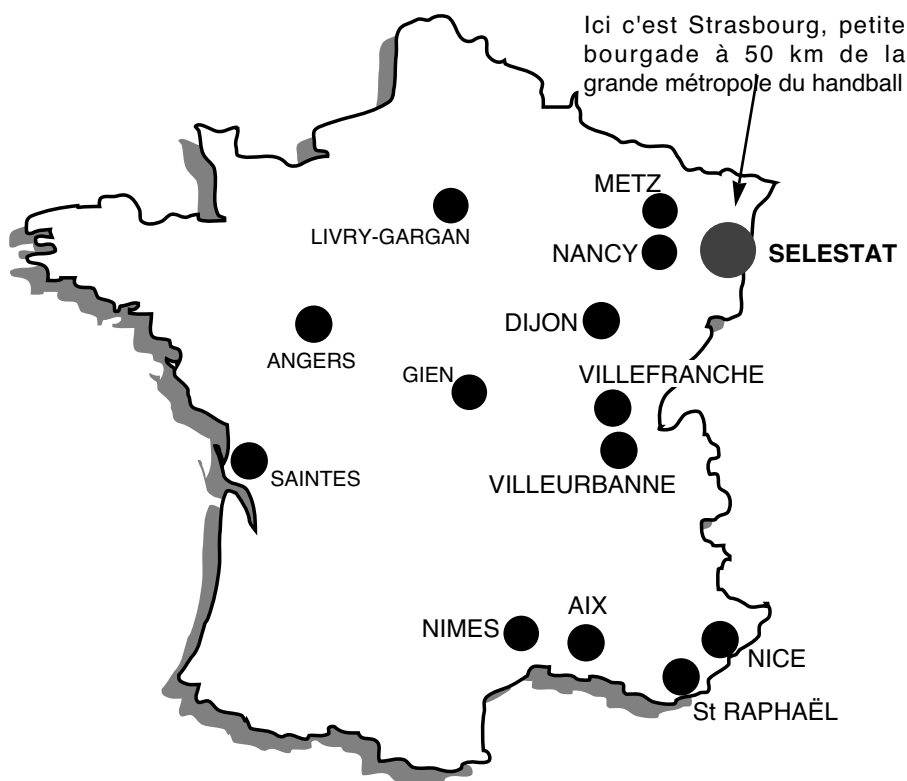 Ici c'est Strasbourg, petite
bourgade à 50 km de la
grande métropole du handball
METZ
LIVRY-GARGAN
NANCY
SELESTAT
DIJON
ANGERS
GIEN
VILLEFRANCHE
SAINTES
VILLEURBANNE
AIX
NIMES
NICE
St RAPHAËL